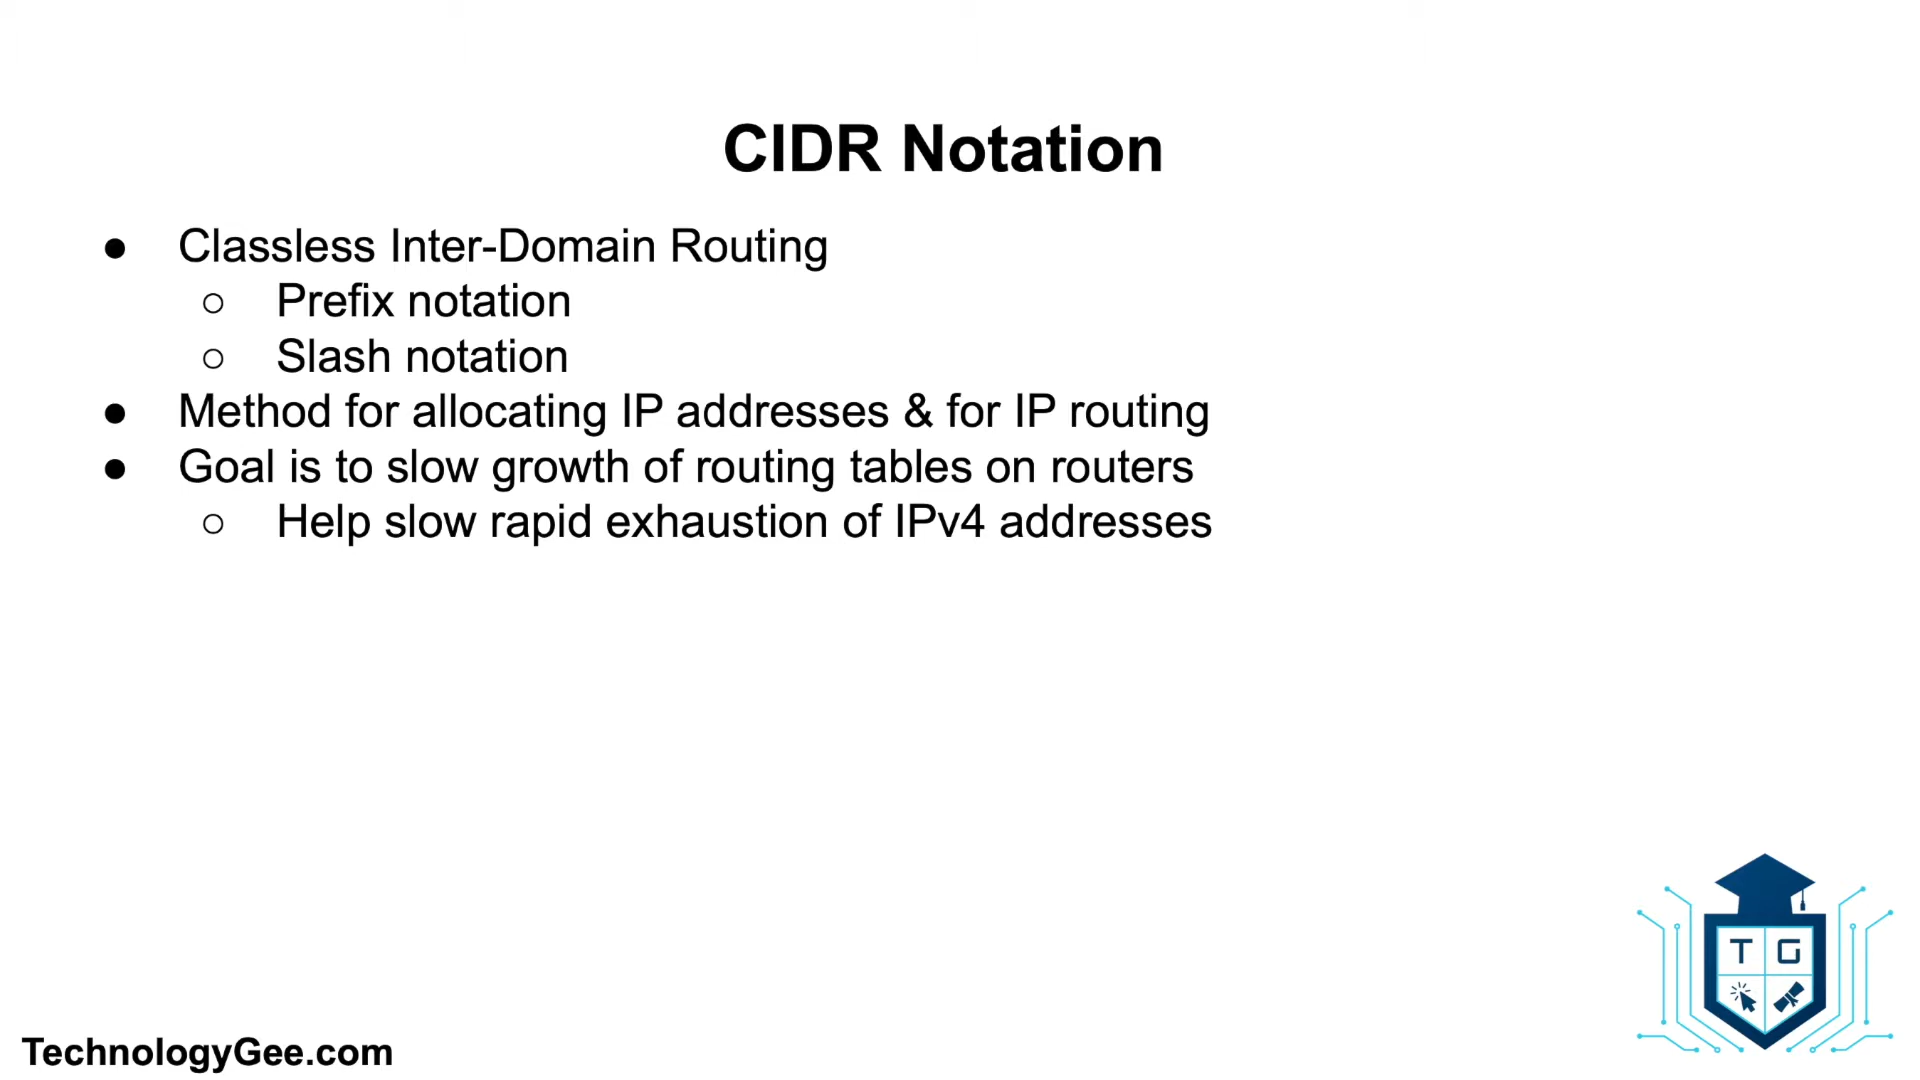 CIDR Notation
● Classless Inter-Domain Routing
○ Prefix notation
○ Slash notation
● Method for allocating IP addresses & for IP routing
● Goal is to slow growth of routing tables on routers
○ Help slow rapid exhaustion of IPv4 addresses
T G
TechnologyGee.com